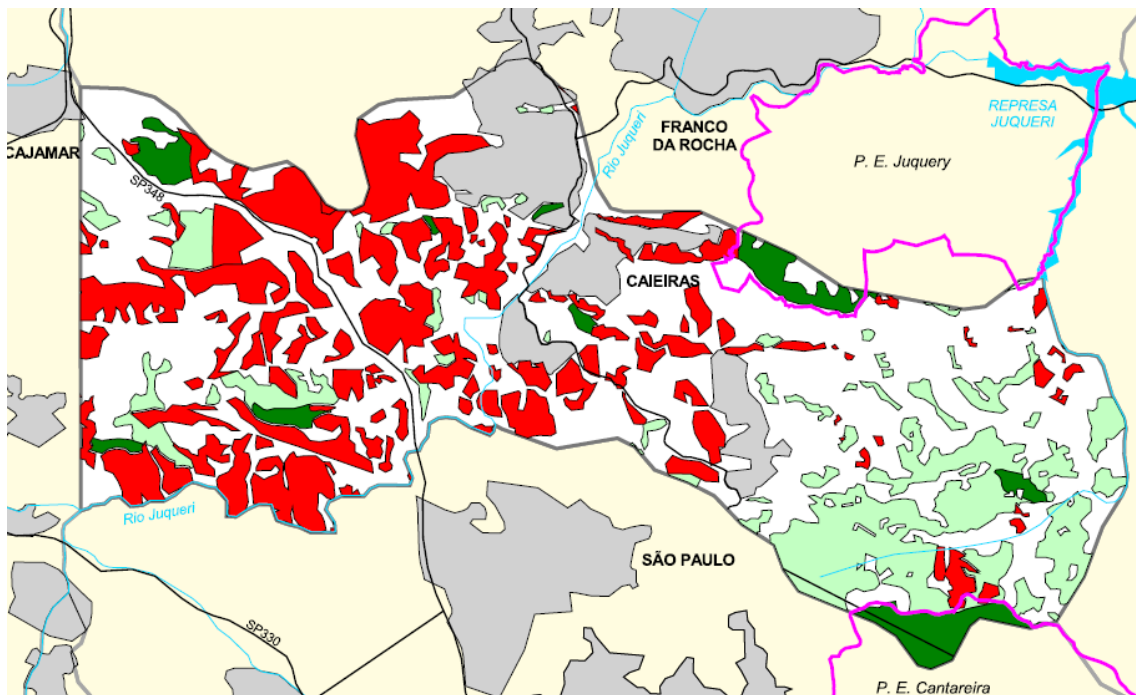 REPRESA
JUQUERI
FRANCO
DA ROCHA
Rio Juqueri
P. E. Juquery
CAJAMAR
SP348
CAIEIRAS
Rio Juqueri
SÃO PAULO
SP330
P. E. Cantareira